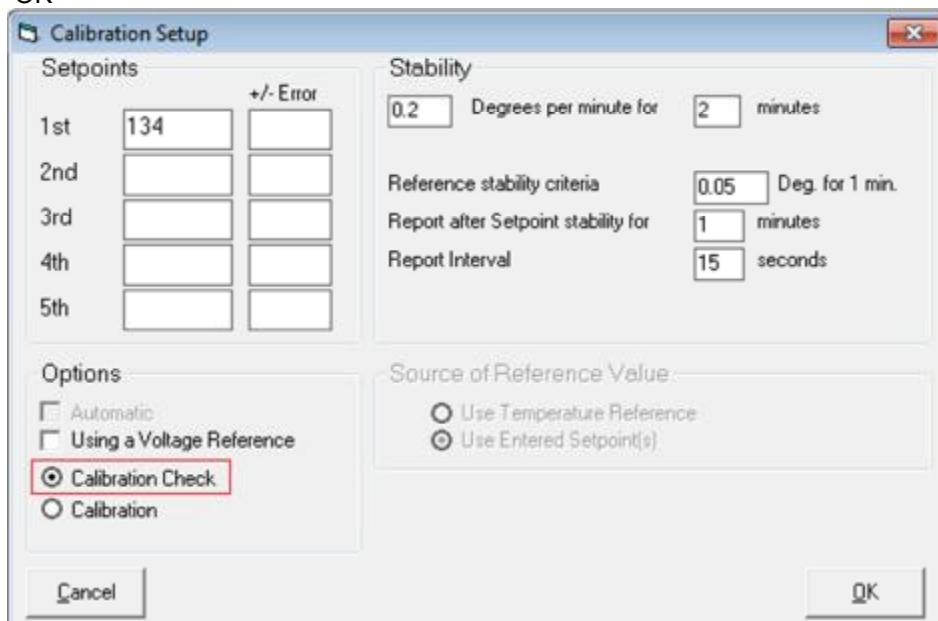 OK
Calibration Setup
Setpoints
+/- Error
1st 134
2nd
3rd
4th
5th
Stability
0.2 Degrees per minute for 2 minutes
Reference stability criteria 0.05 Deg. for 1 min.
Report after Setpoint stability for 1 minutes
Report Interval 15 seconds
Options
Automatic
Using a Voltage Reference
Calibration Check
Calibration
Source of Reference Value
Use Temperature Reference
Use Entered Setpoint(s)
Cancel
OK